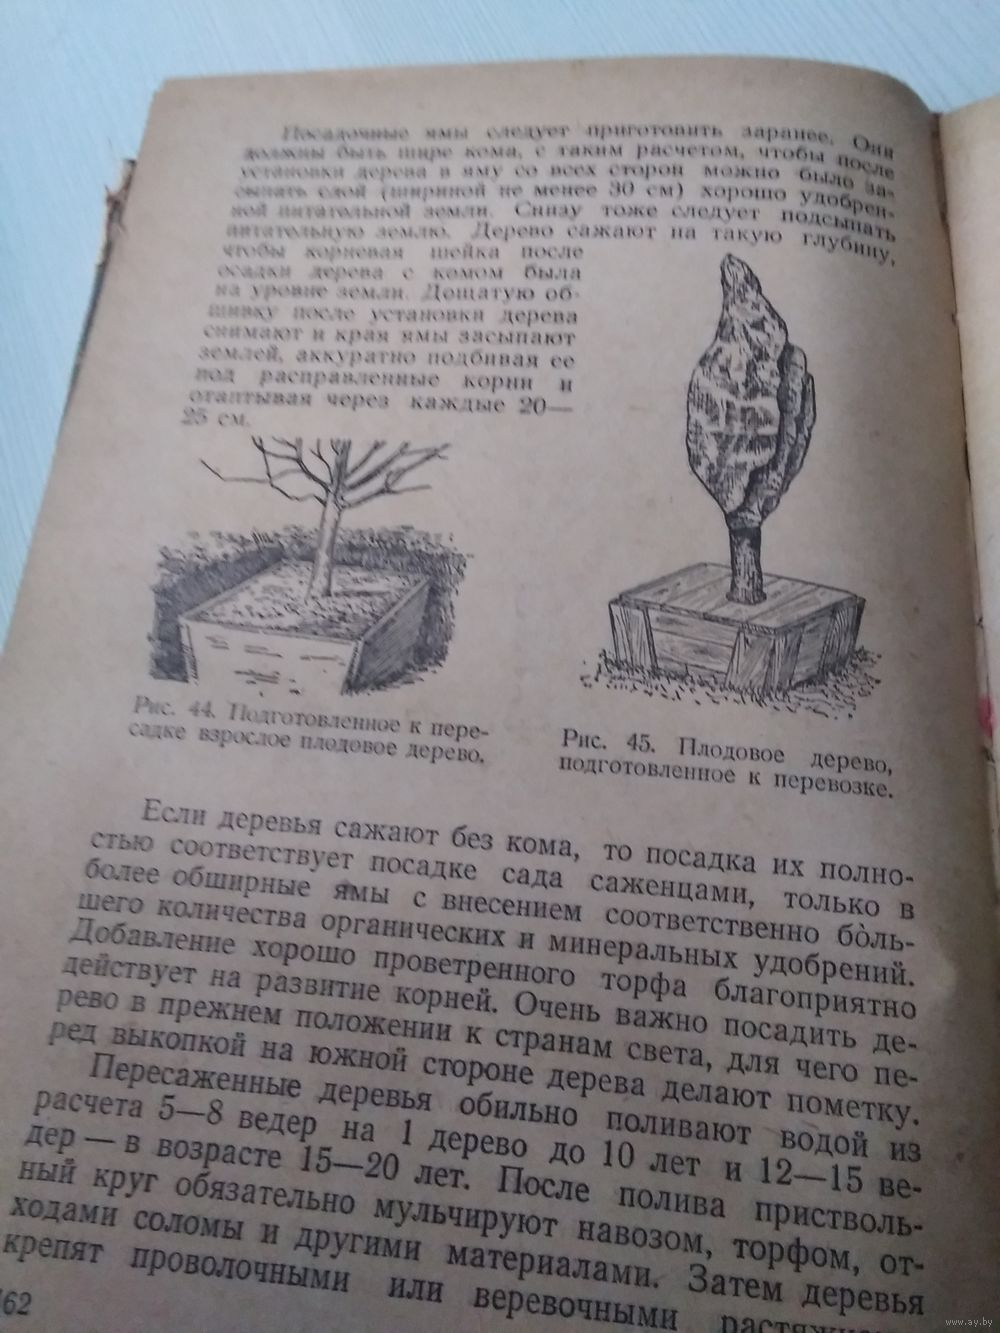 Посадочные ямы следует приготовить заранее. Они
должны быть шире кома, с таким расчетом, чтобы после
установки дерева в яму со всех сторон можно было за-
сыпать слой (шириной не менее 30 см) хорошо удобрен-
ной питательной земли. Снизу тоже следует подсыпать
питательную землю. Дерево сажают на такую глубину,
чтобы корневая шейка после
осадки дерева с комом была
на уровне земли. Дощатую об-
шивку после установки дерева
снимают и края ямы засыпают
землей, аккуратно подбивая ее
под расправленные корни и
отаптывая через каждые 20—
25 см.
Рис. 44. Подготовленное к пере-
садке взрослое плодовое дерево.
Рис. 45. Плодовое дерево,
подготовленное к перевозке.
Если деревья сажают без кома, то посадка их полно-
стью соответствует посадке сада саженцами, только в
более обширные ямы с внесением соответственно бо̀ль-
шего количества органических и минеральных удобрений.
Добавление хорошо проветренного торфа благоприятно
действует на развитие корней. Очень важно посадить де-
рево в прежнем положении к странам света, для чего пе-
ред выкопкой на южной стороне дерева делают пометку.
Пересаженные деревья обильно поливают водой из
расчета 5—8 ведер на 1 дерево до 10 лет и 12—15 ве-
дер — в возрасте 15—20 лет. После полива пристволь-
ный круг обязательно мульчируют навозом, торфом, от-
ходами соломы и другими материалами. Затем деревья
крепят проволочными или веревочными
62
www.ay.by